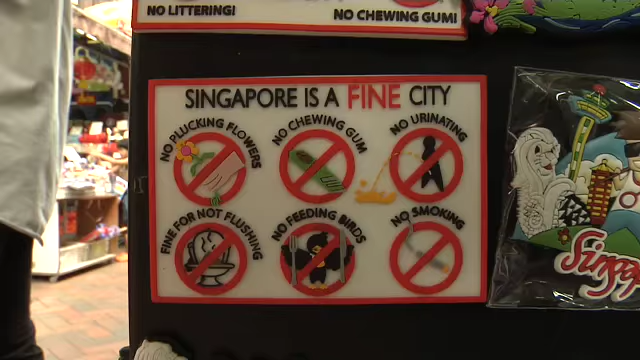 NO LITTERING!
NO CHEWING GUM!
SINGAPORE IS A FINE CITY
NO PLUCKING FLOWERS
NO CHEWING GUM
NO URINATING
FINE FOR NOT FLUSHING
NO FEEDING BIRDS
NO SMOKING